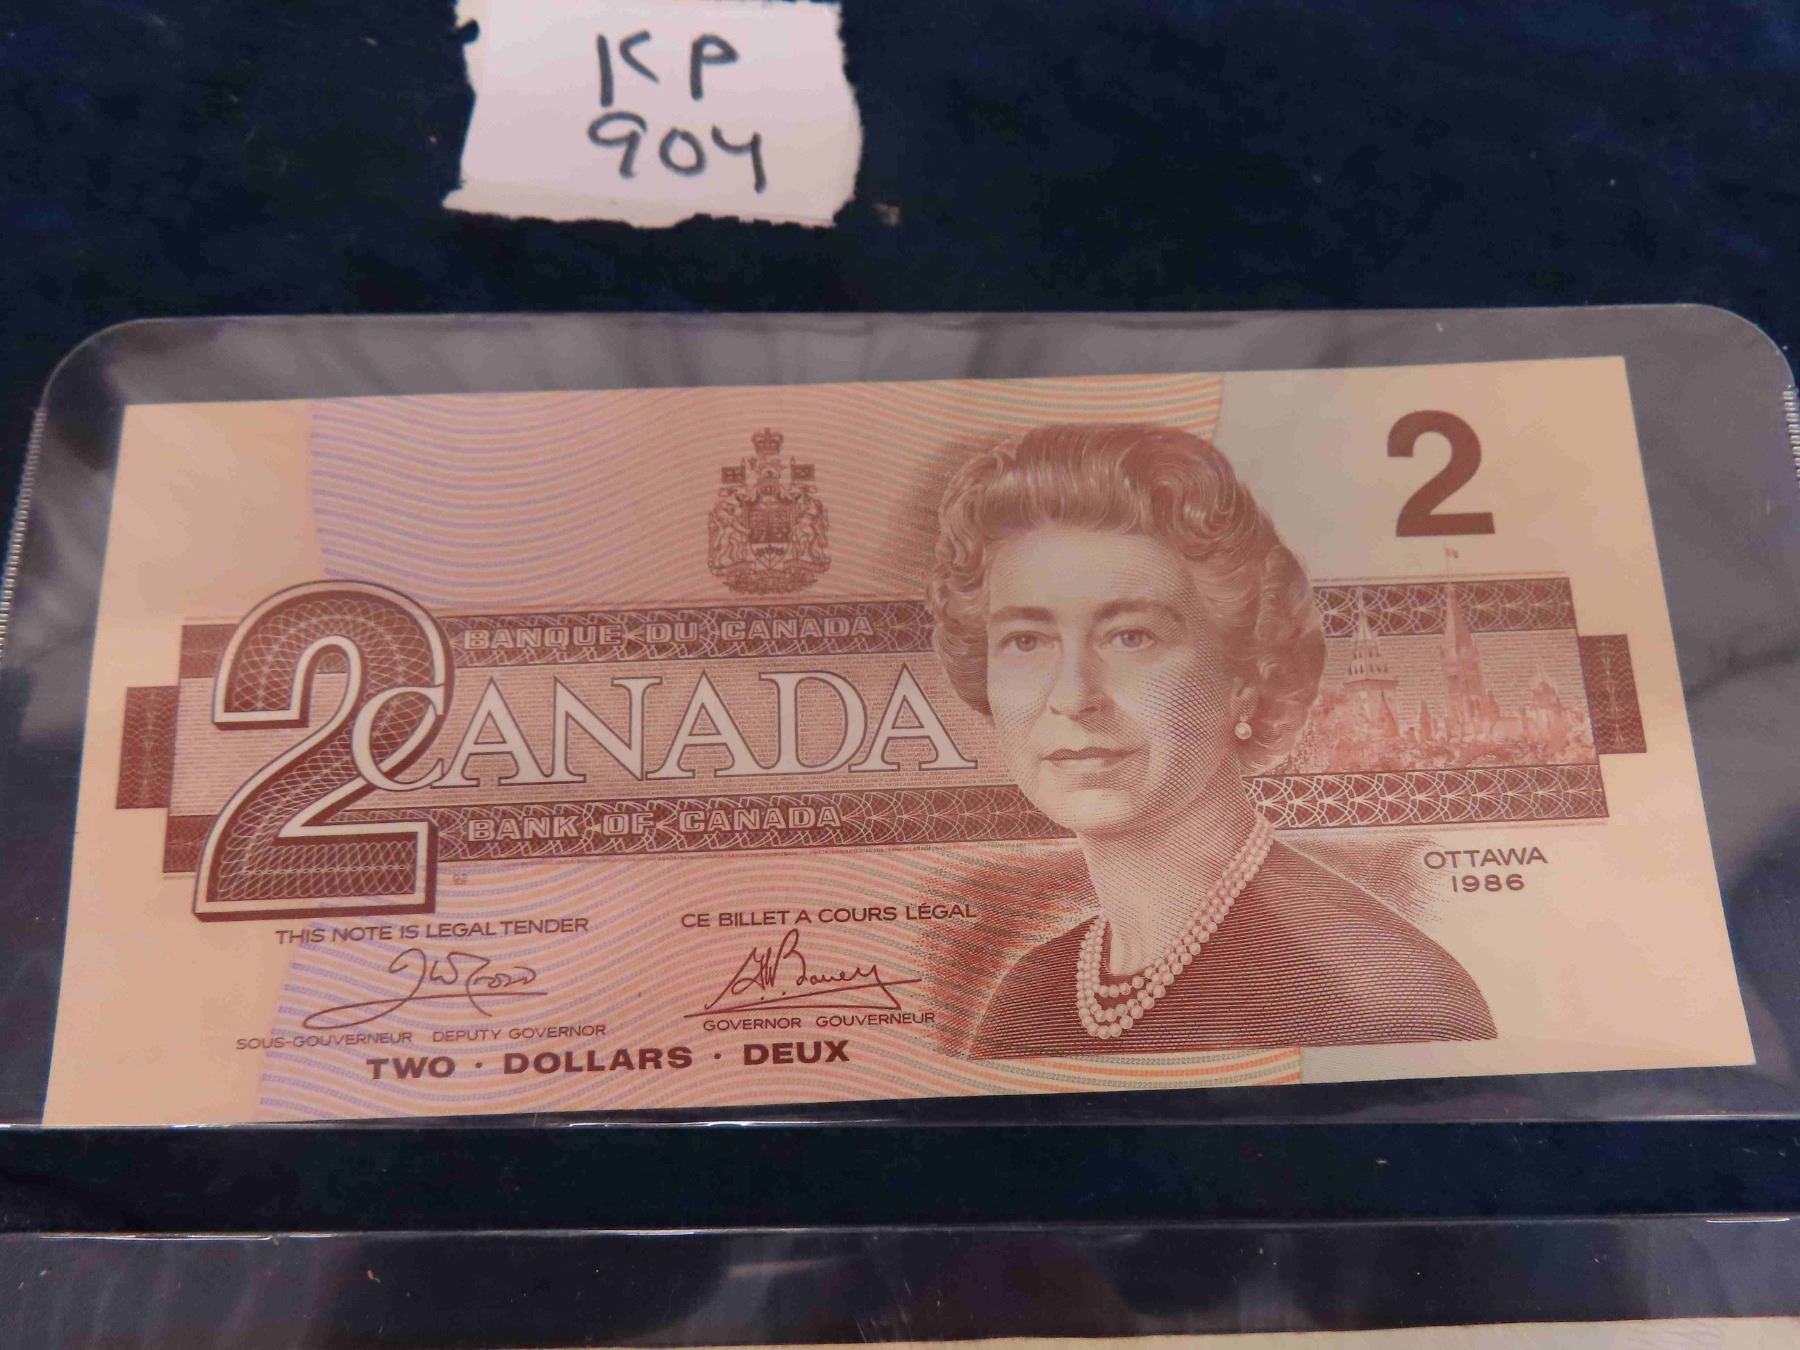 KP
904
2
BANQUE DU CANADA
2 CANADA
BANK OF CANADA
OTTAWA
1986
THIS NOTE IS LEGAL TENDER
CE BILLET A COURS LÉGAL
SOUS-GOUVERNEUR DEPUTY GOVERNOR
GOVERNOR GOUVERNEUR
TWO · DOLLARS · DEUX